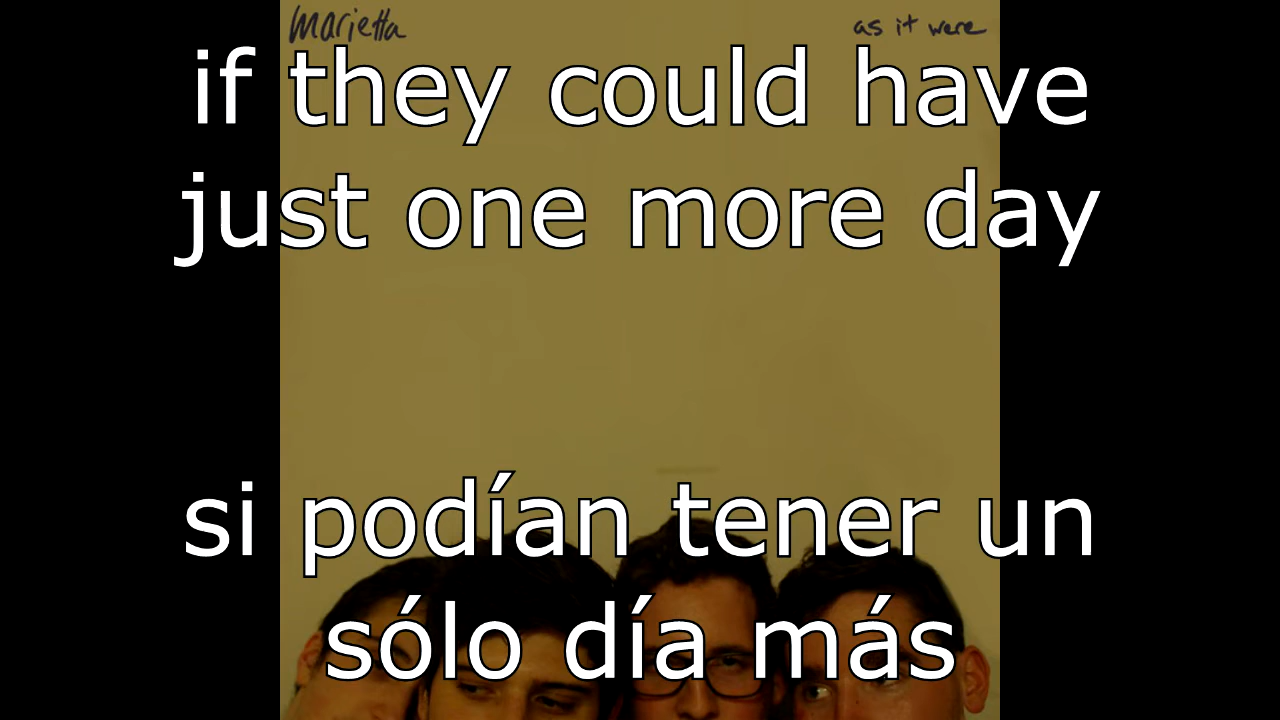 marietta as it were
if they could have
just one more day
si podían tener un
sólo día más